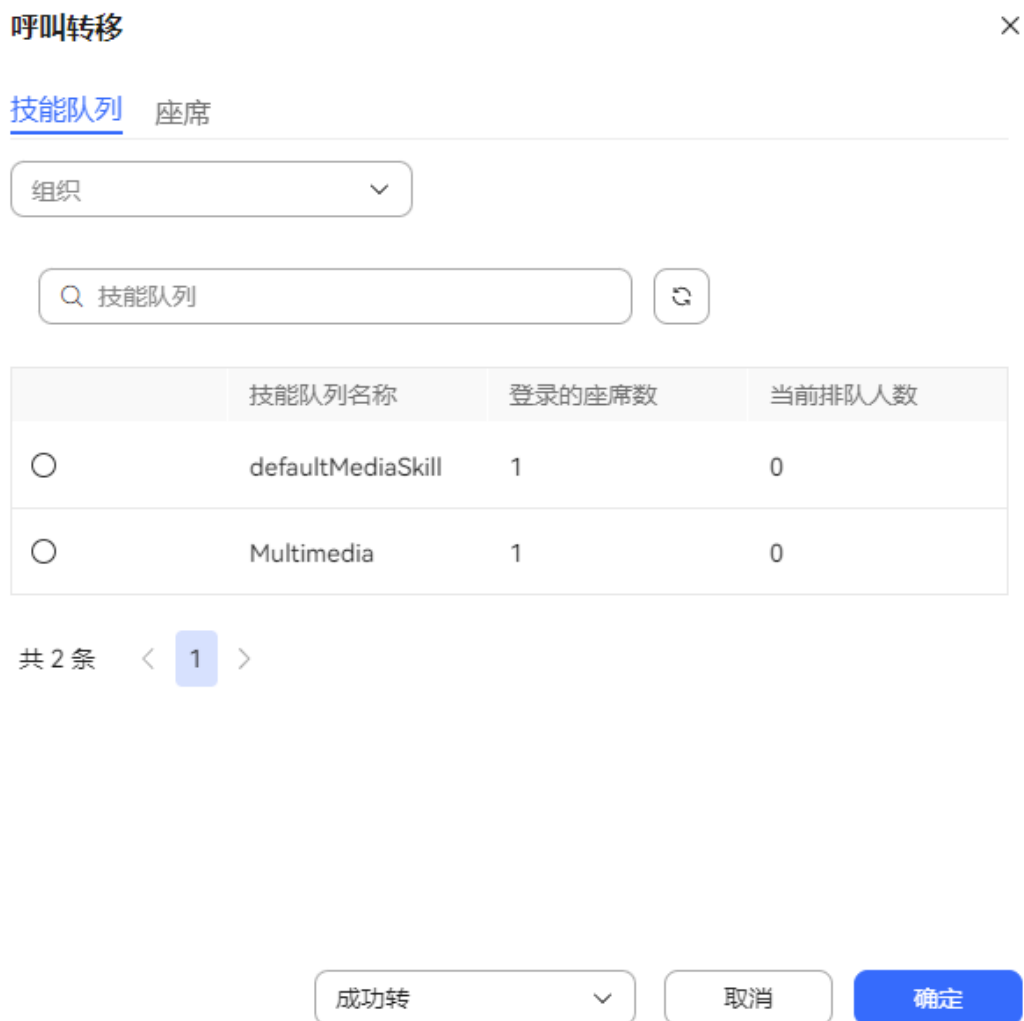 呼叫转移
技能队列 座席
组织
技能队列
技能队列名称 登录的座席数 当前排队人数
defaultMediaSkill 1 0
Multimedia 1 0
共 2 条 1
成功转 取消 确定